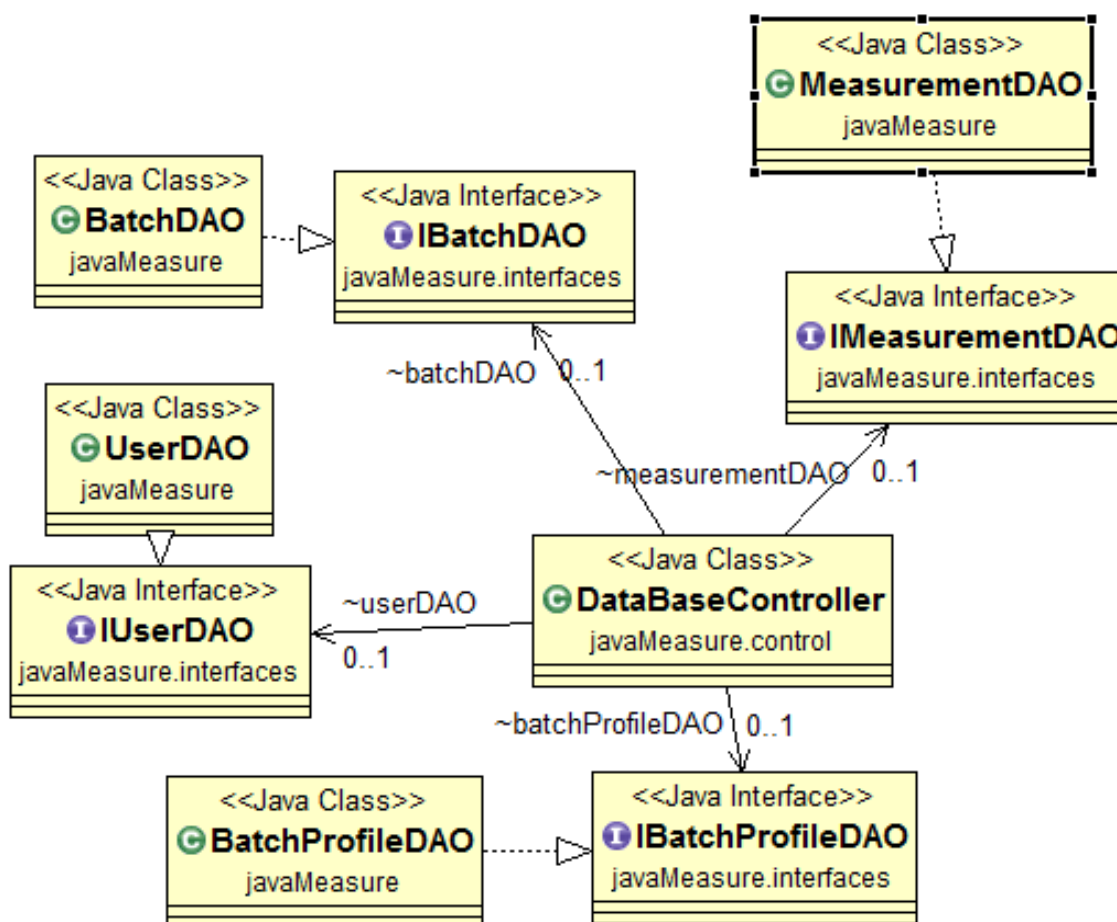 <<Java Class>>
MeasurementDAO
javaMeasure
<<Java Class>>
BatchDAO
javaMeasure
<<Java Interface>>
IBatchDAO
javaMeasure.interfaces
<<Java Interface>>
IMeasurementDAO
javaMeasure.interfaces
~batchDAO 0..1
<<Java Class>>
UserDAO
javaMeasure
~measurementDAO 0..1
<<Java Class>>
DataBaseController
javaMeasure.control
<<Java Interface>>
IUserDAO
javaMeasure.interfaces
~userDAO
0..1
~batchProfileDAO 0..1
<<Java Class>>
BatchProfileDAO
javaMeasure
<<Java Interface>>
IBatchProfileDAO
javaMeasure.interfaces